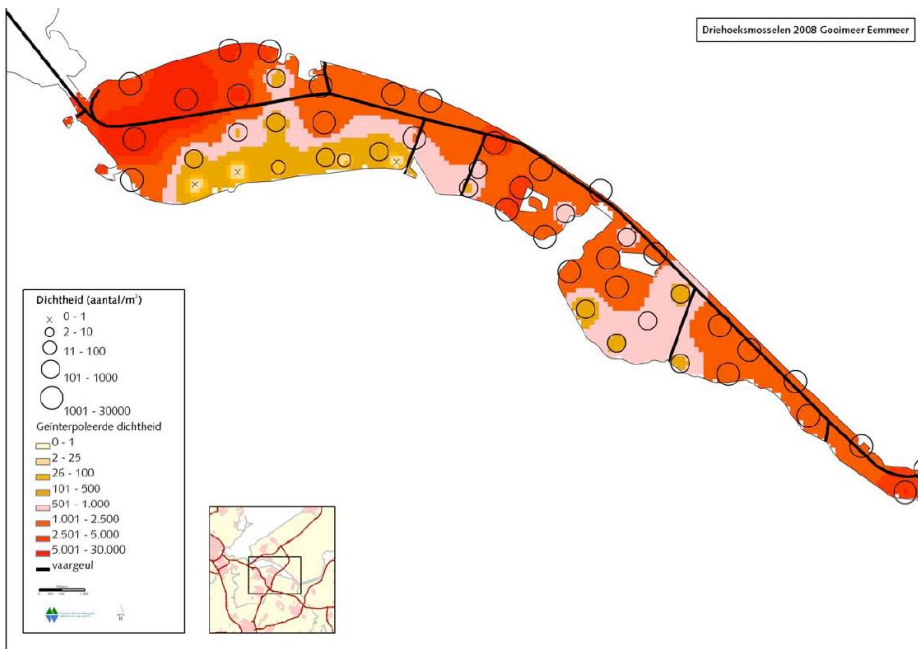 Driehoeksmosselen 2008 Gooimeer Eemmeer
Dichtheid (aantal/m²)
0 - 1
2 - 10
11 - 100
101 - 1000
1001 - 30000
Geïnterpoleerde dichtheid
0 - 1
2 - 25
26 - 100
101 - 500
501 - 1.000
1.001 - 2.500
2.501 - 5.000
5.001 - 30.000
vaargeul